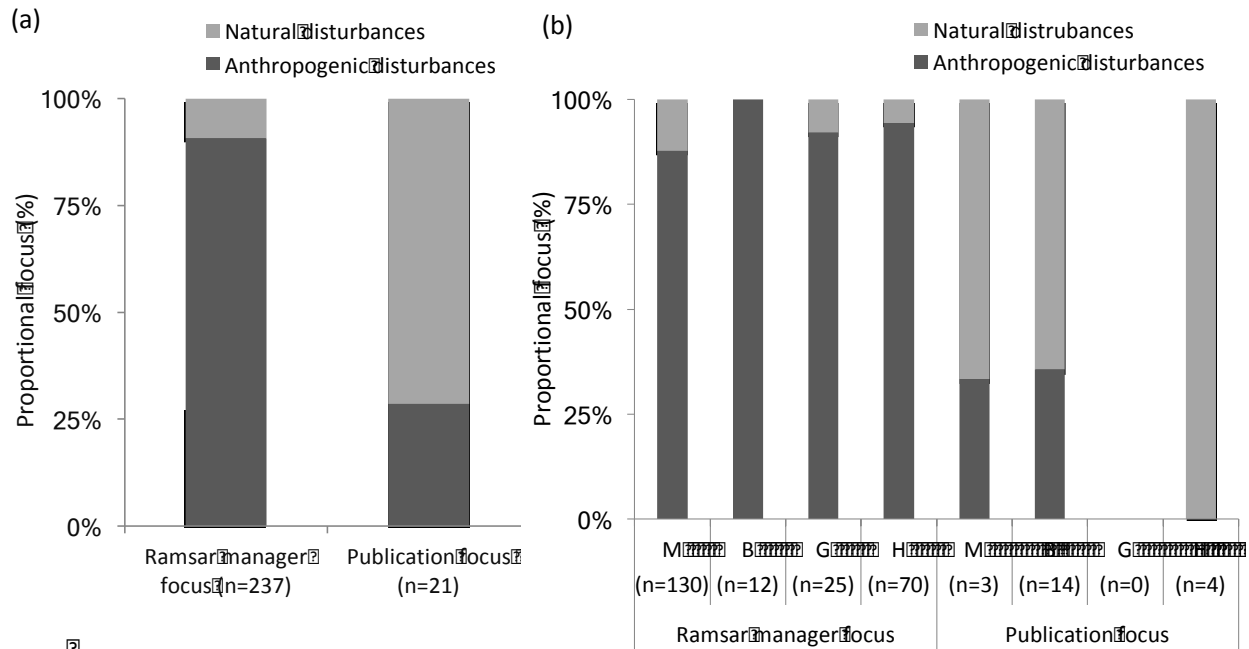 (a)
Natural disturbances
Anthropogenic disturbances
100%
75%
50%
25%
0%
Proportional focus (%)
Ramsar manager
focus (n=237)
Publication focus
(n=21)
(b)
Natural distrubances
Anthropogenic disturbances
100%
75%
50%
25%
0%
Proportional focus (%)
M B G H M G
(n=130) (n=12) (n=25) (n=70) (n=3) (n=14) (n=0) (n=4)
Ramsar manager focus Publication focus